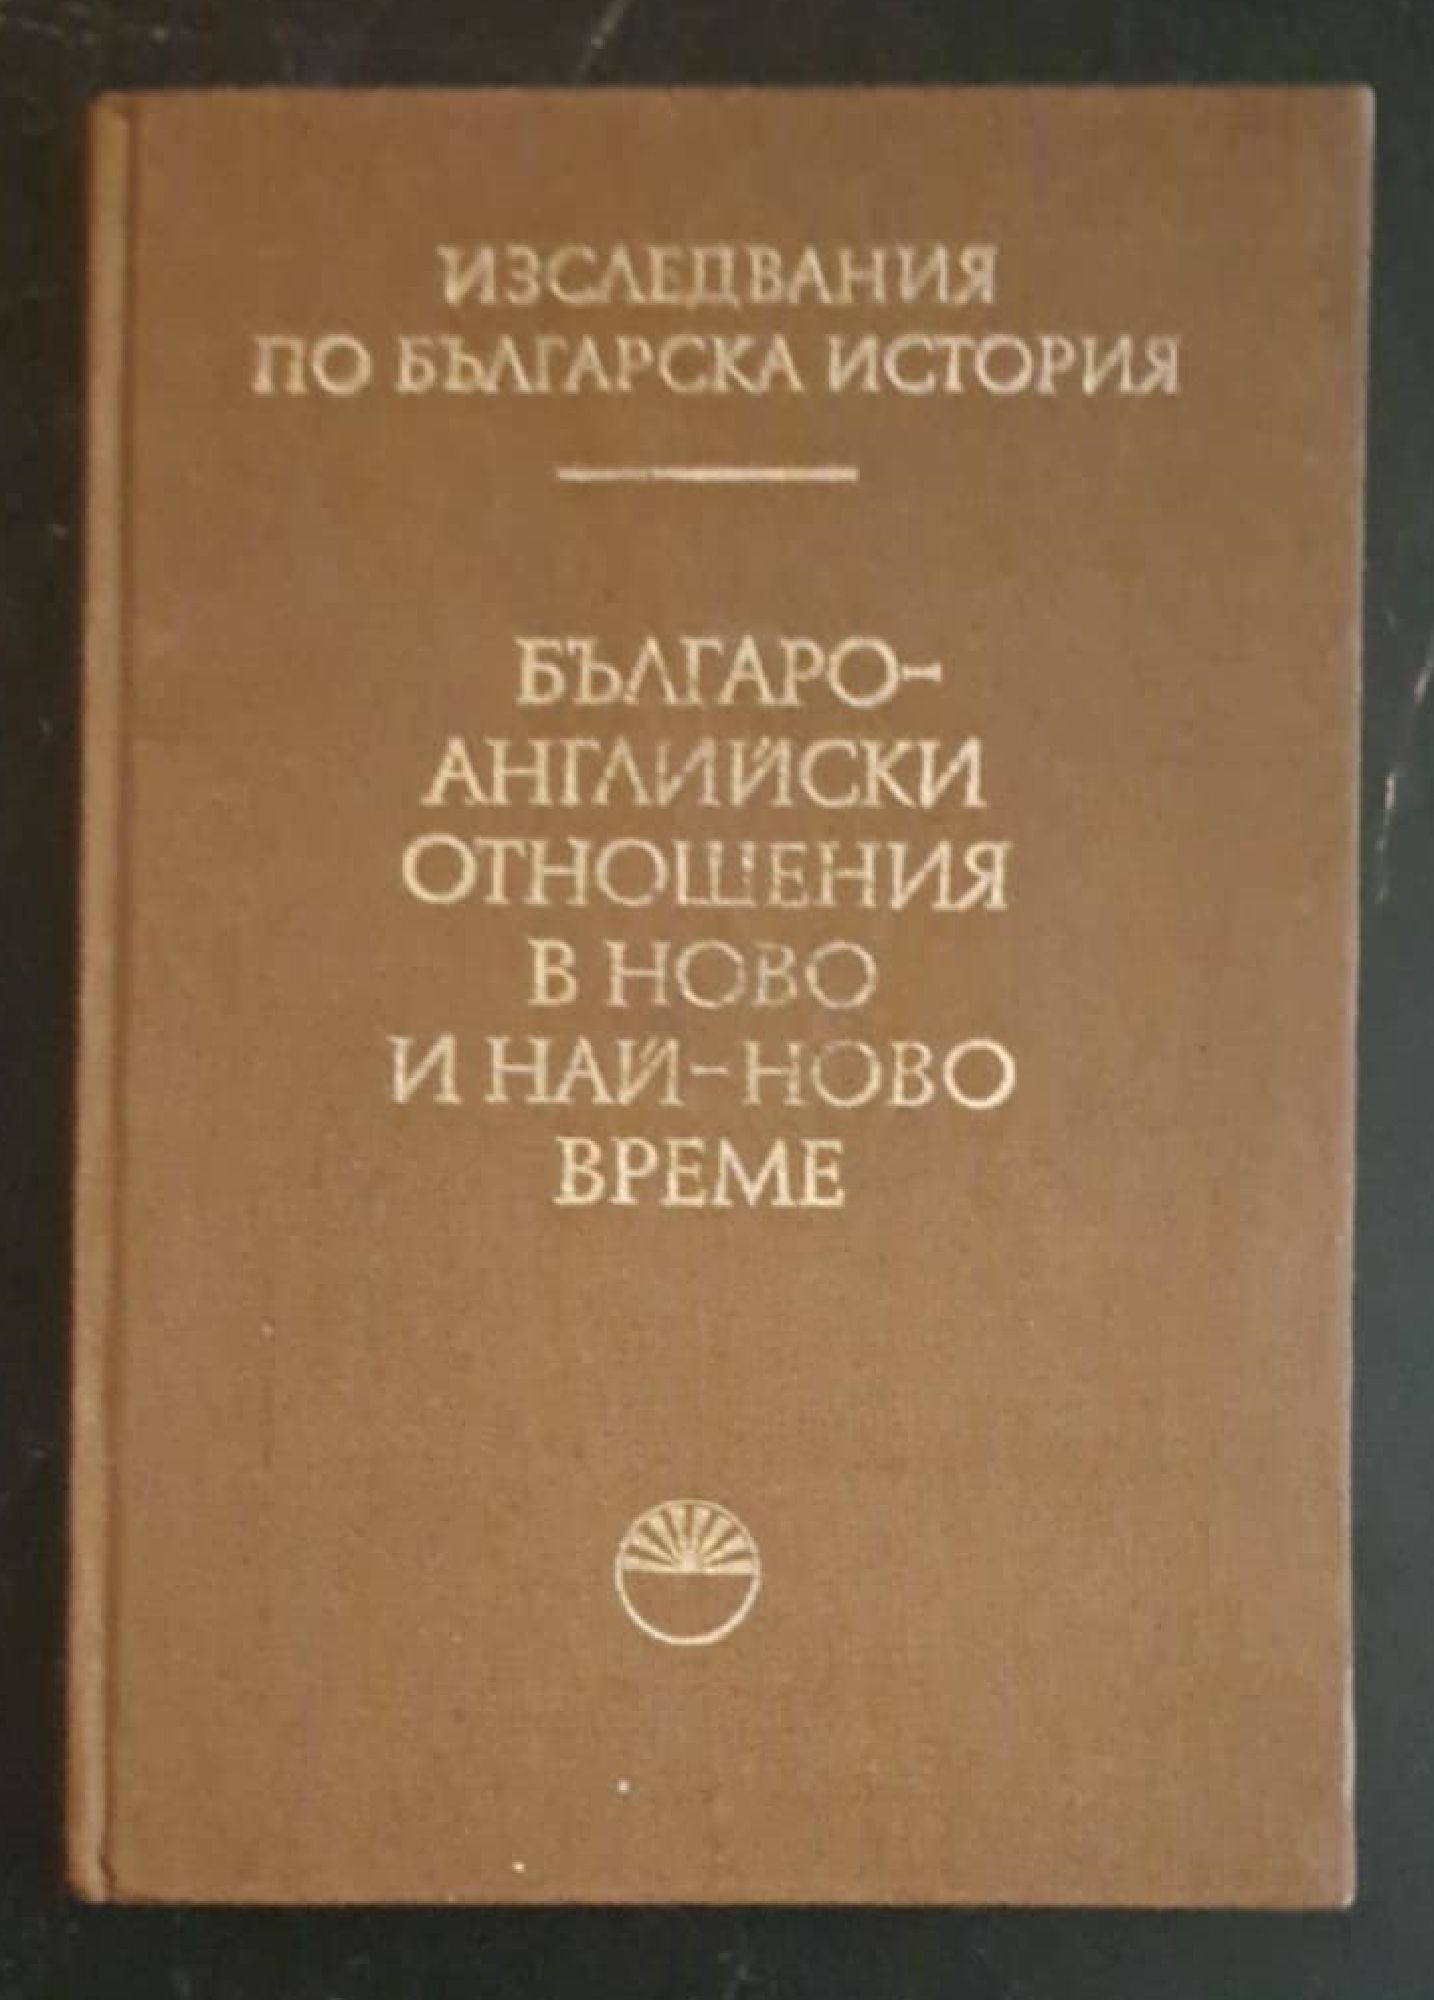 ИЗСЛЕДВАНИЯ
ПО БЪЛГАРСКА ИСТОРИЯ
БЪЛГАРО-
АНГЛИЙСКИ
ОТНОШЕНИЯ
В НОВО
И НАЙ-НОВО
ВРЕМЕ